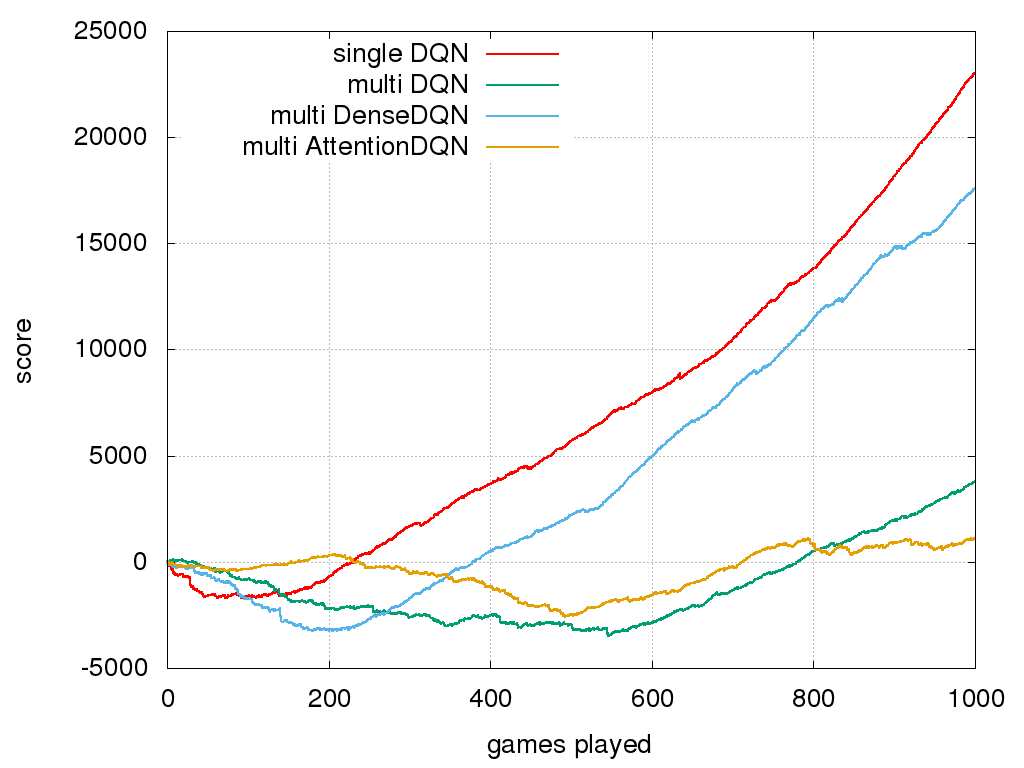 25000
20000
15000
10000
5000
0
-5000
score
single DQN
multi DQN
multi DenseDQN
multi AttentionDQN
0 200 400 600 800 1000
games played